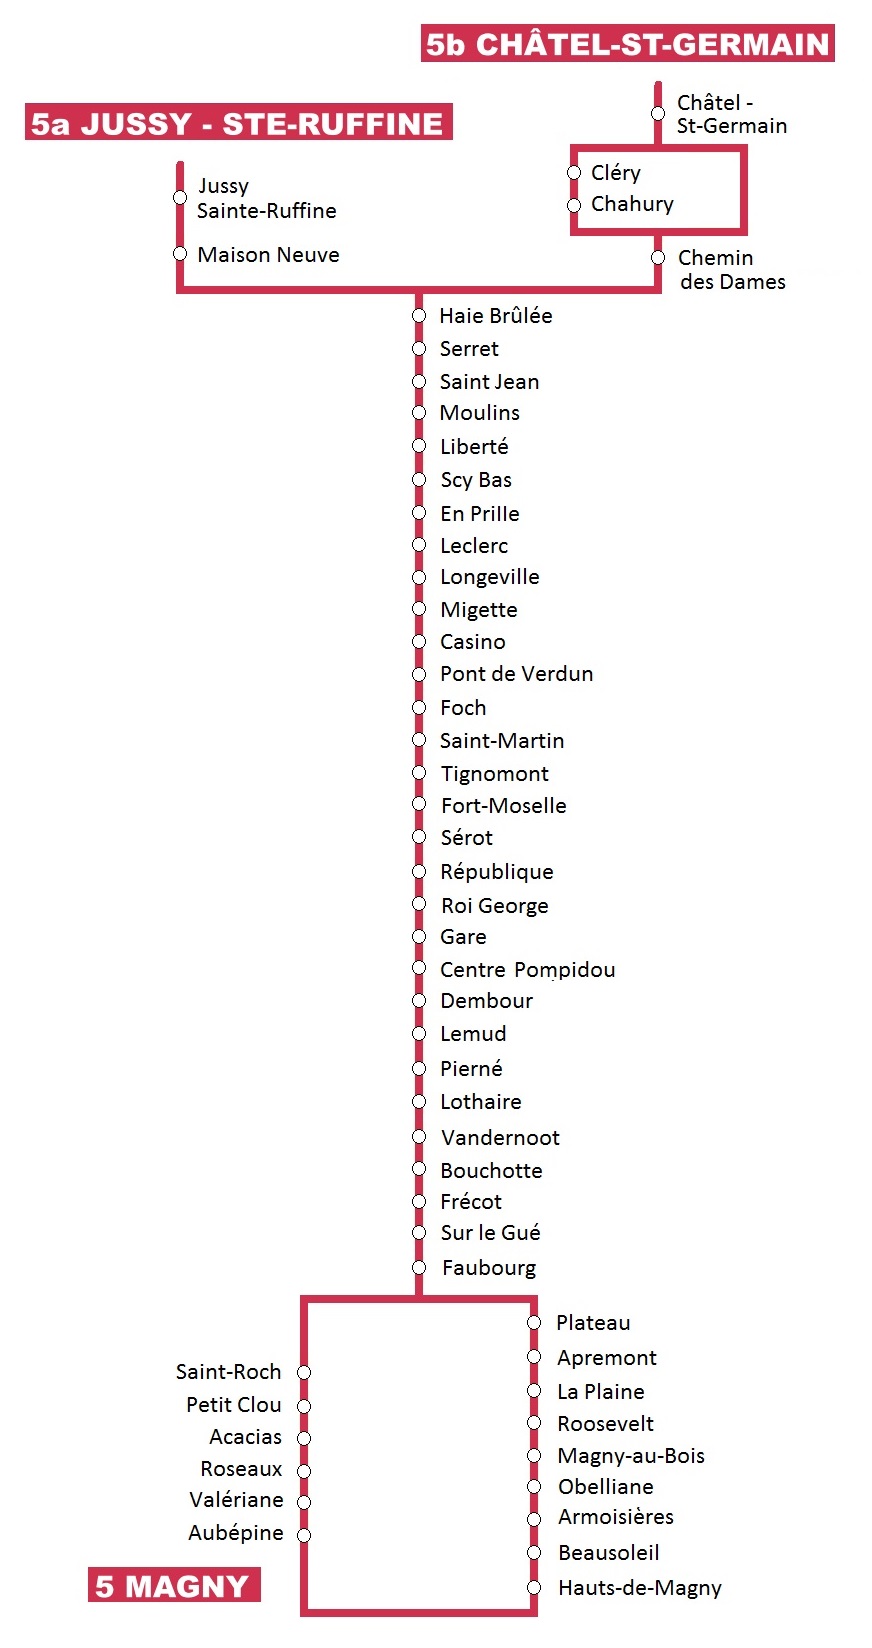 5b CHÂTEL-ST-GERMAIN
5a JUSSY - STE-RUFFINE
Châtel -
St-Germain
Cléry
Chahury
Chemin
des Dames
Jussy
Sainte-Ruffine
Maison Neuve
Haie Brûlée
Serret
Saint Jean
Moulins
Liberté
Scy Bas
En Prille
Leclerc
Longeville
Migette
Casino
Pont de Verdun
Foch
Saint-Martin
Tignomont
Fort-Moselle
Sérot
République
Roi George
Gare
Centre Pompidou
Dembour
Lemud
Pierné
Lothaire
Vandernoot
Bouchotte
Frécot
Sur le Gué
Faubourg
Saint-Roch
Petit Clou
Acacias
Roseaux
Valériane
Aubépine
Plateau
Apremont
La Plaine
Roosevelt
Magny-au-Bois
Obelliane
Armoisières
Beausoleil
Hauts-de-Magny
5 MAGNY